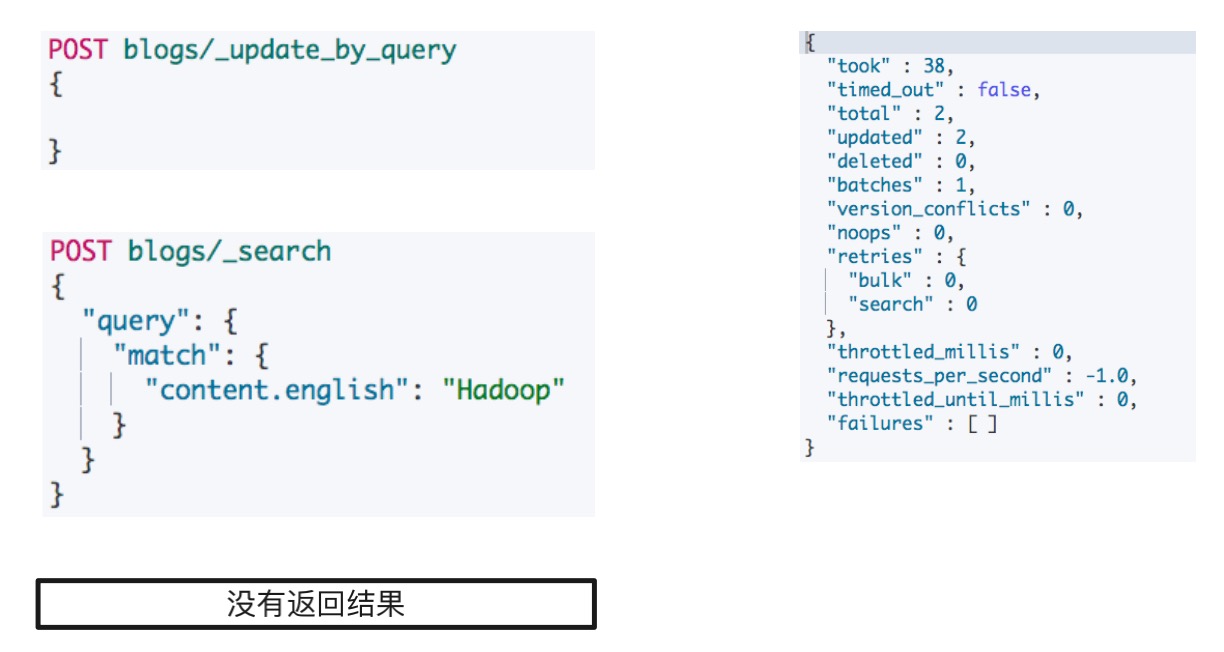 POST blogs/_update_by_query
{
}
POST blogs/_search
{
"query": {
"match": {
"content.english": "Hadoop"
}
}
}
没有返回结果
{
"took" : 38,
"timed_out" : false,
"total" : 2,
"updated" : 2,
"deleted" : 0,
"batches" : 1,
"version_conflicts" : 0,
"noops" : 0,
"retries" : {
"bulk" : 0,
"search" : 0
},
"throttled_millis" : 0,
"requests_per_second" : -1.0,
"throttled_until_millis" : 0,
"failures" : [ ]
}